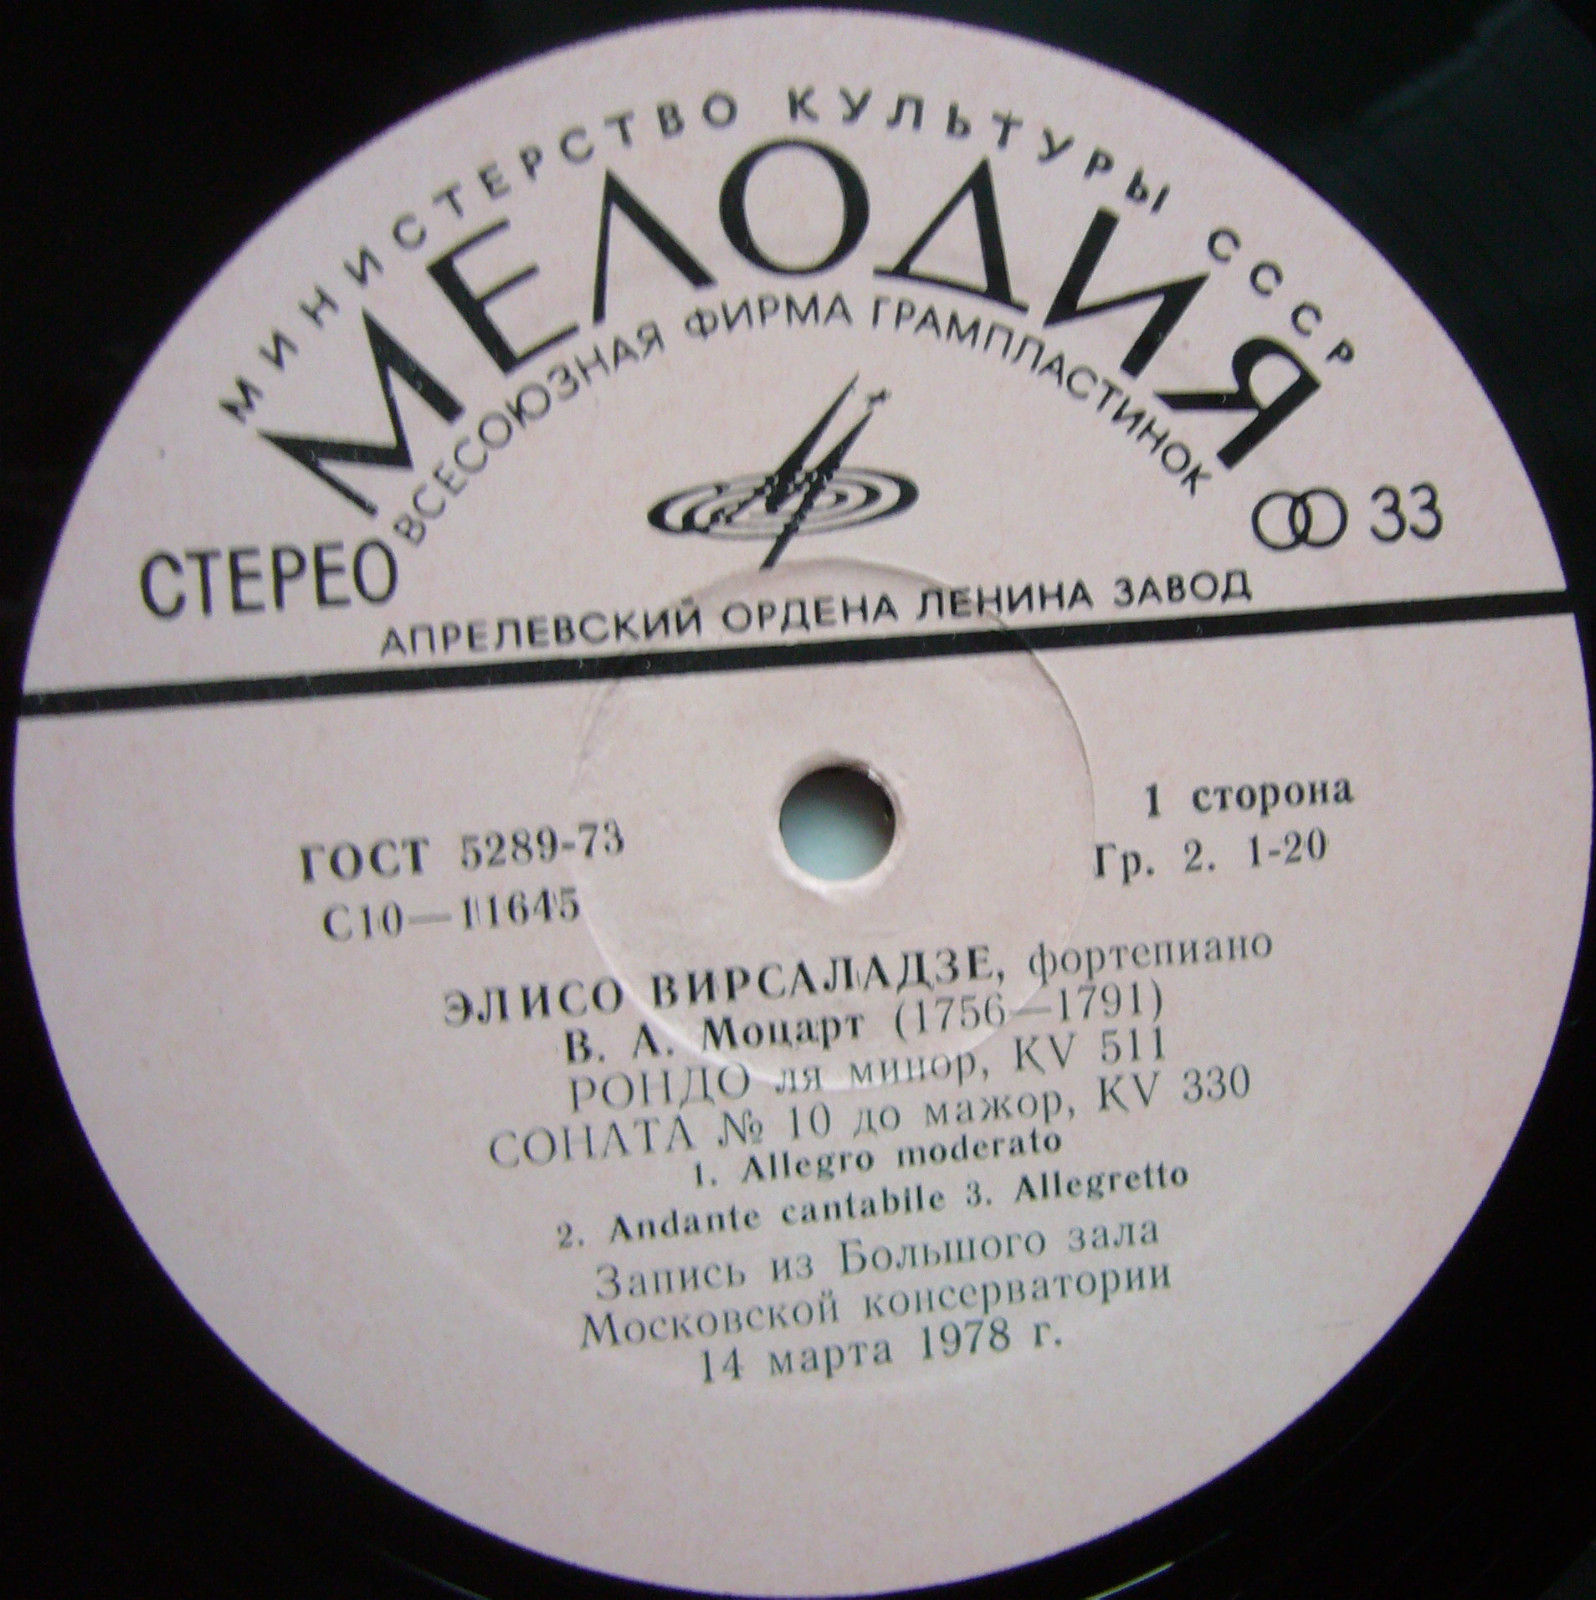 МИНИСТЕРСТВО КУЛЬТУРЫ СССР
МЕЛОДИЯ
ВСЕСОЮЗНАЯ ФИРМА ГРАМПЛАСТИНОК
СТЕРЕО
33
АПРЕЛЕВСКИЙ ОРДЕНА ЛЕНИНА ЗАВОД
ГОСТ 5289-73
С10—11645
1 сторона
Гр. 2. 1-20
ЭЛИСО ВИРСАЛАДЗЕ, фортепиано
В. А. Моцарт (1756—1791)
РОНДО ля минор, KV 511
СОНАТА № 10 до мажор, KV 330
1. Allegro moderato
2. Andante cantabile 3. Allegretto
Запись из Большого зала
Московской консерватории
14 марта 1978 г.